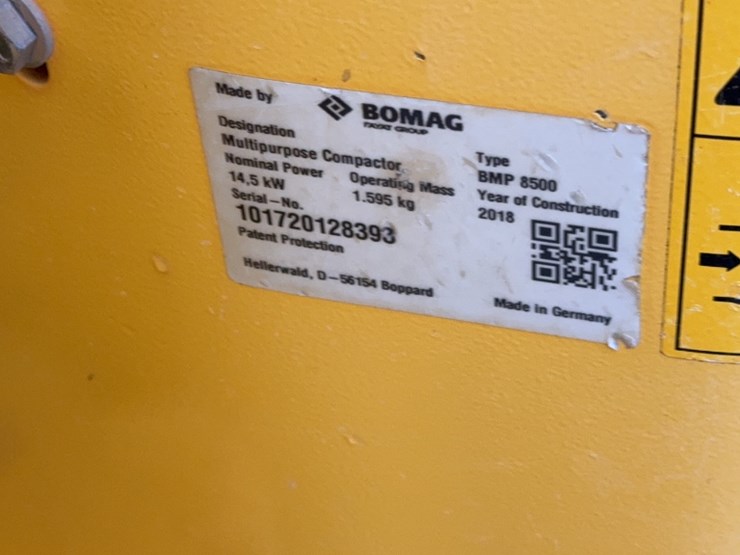 Made by
BOMAG
FAYAT GROUP
Designation
Multipurpose Compactor
Type
BMP 8500
Nominal Power
14,5 kW
Operating Mass
1.595 kg
Year of Construction
2018
Serial-No.
101720128393
Patent Protection
Hellerwald, D-56154 Boppard
Made in Germany